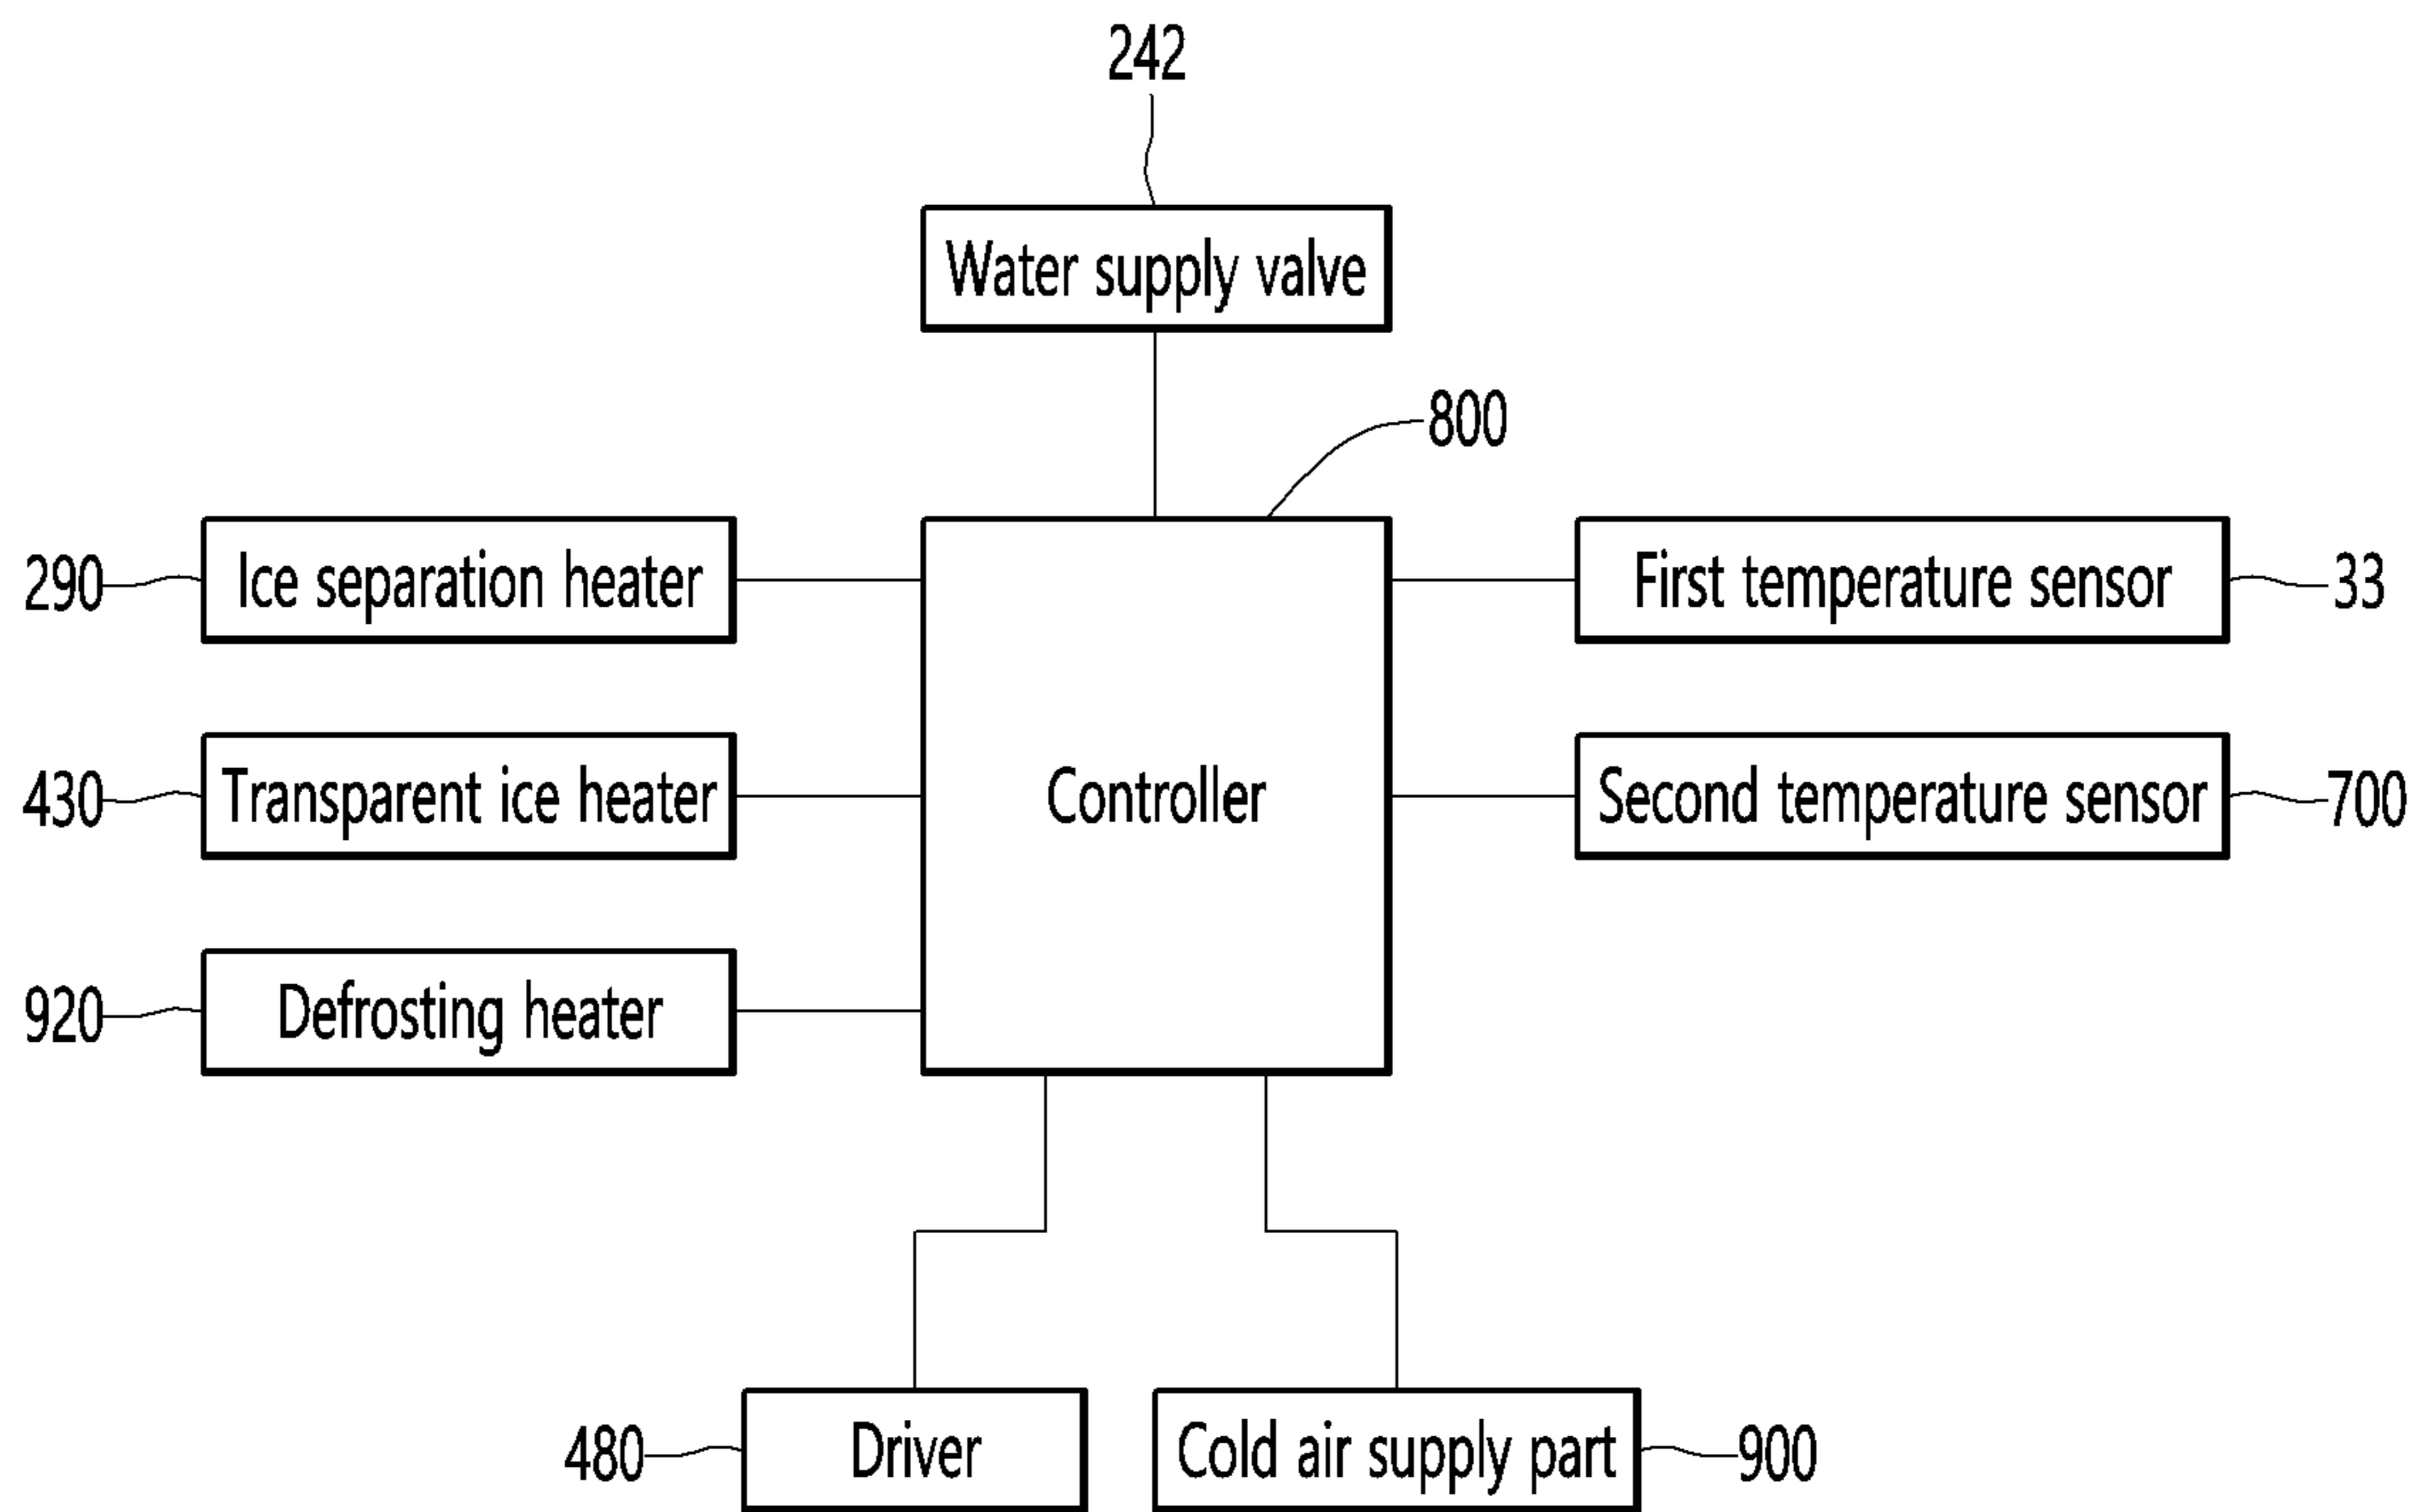 242
Water supply valve
800
290 Ice separation heater
First temperature sensor 33
430 Transparent ice heater
Controller
Second temperature sensor 700
920 Defrosting heater
480 Driver
Cold air supply part 900